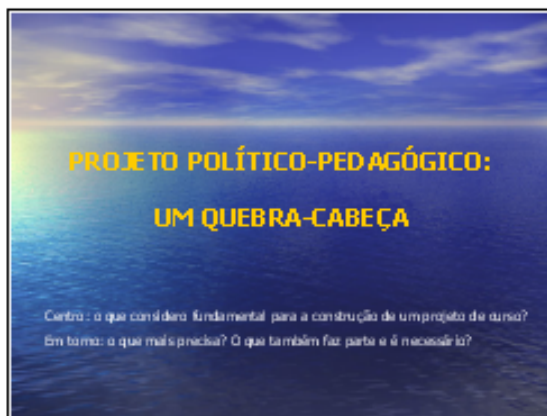 PROJETO POLÍTICO-PEDAGÓGICO:
UM QUEBRA-CABEÇA
Centro: o que considero fundamental para a construção de um projeto de curso?
Em torno: o que mais precisa? O que também faz parte e é necessário?